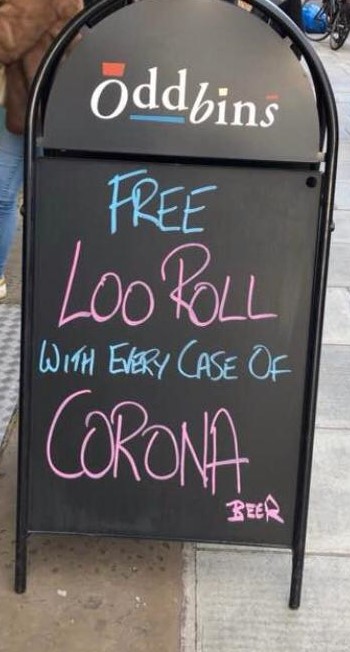 Oddbins
FREE
LOO ROLL
WITH EVERY CASE OF
CORONA
BEER